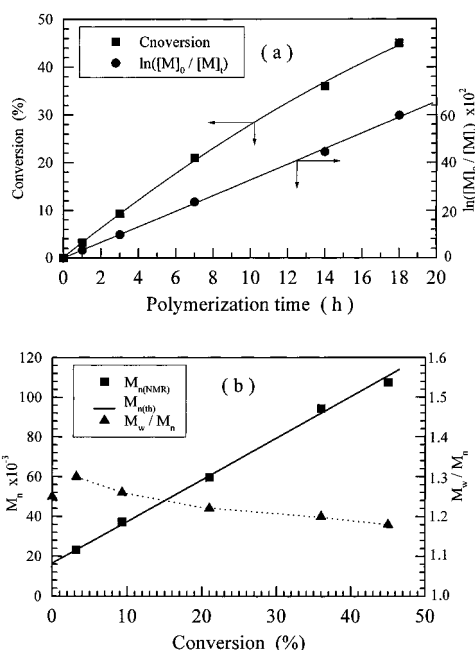 Cnoversion
ln([M]0 / [M]t)
( a )
50
40
30
20
10
0
Conversion (%)
60
40
20
0
ln([M]0 / [M]t) x10²
0 2 4 6 8 10 12 14 16 18 20
Polymerization time ( h )
Mn(NMR)
Mn(th)
Mw / Mn
( b )
120
100
80
60
40
20
0
Mn x10-3
1.6
1.5
1.4
1.3
1.2
1.1
1.0
Mw / Mn
0 10 20 30 40 50
Conversion (%)